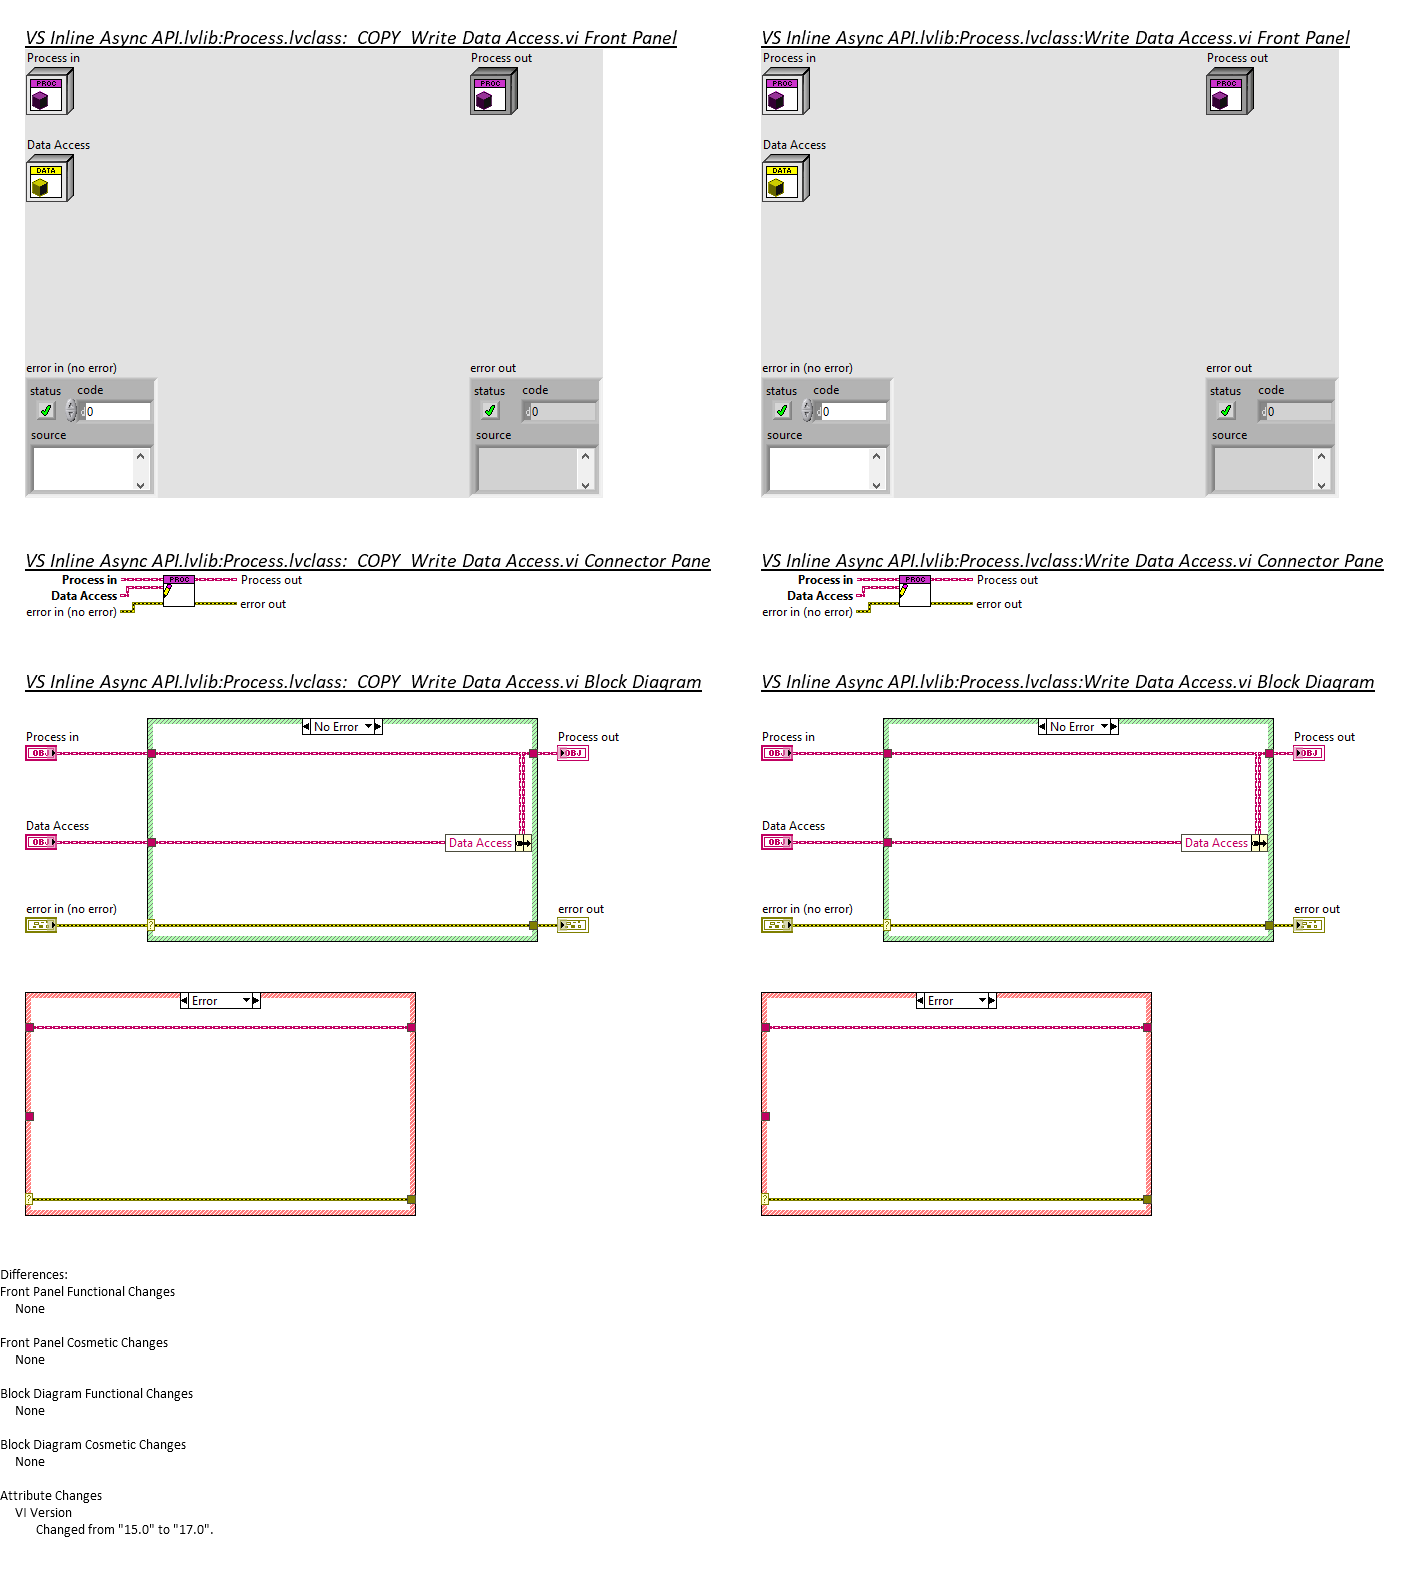 VS Inline Async API.lvlib:Process.lvclass:  COPY  Write Data Access.vi Front Panel
Process in
Process out
PROC
PROC
Data Access
DATA
error in (no error)
error out
status code
status code
d 0
d 0
source
source
VS Inline Async API.lvlib:Process.lvclass:Write Data Access.vi Front Panel
Process in
Process out
PROC
PROC
Data Access
DATA
error in (no error)
error out
status code
status code
d 0
d 0
source
source
VS Inline Async API.lvlib:Process.lvclass:  COPY  Write Data Access.vi Connector Pane
Process in
PROC
Process out
Data Access
error in (no error)
error out
VS Inline Async API.lvlib:Process.lvclass:Write Data Access.vi Connector Pane
Process in
PROC
Process out
Data Access
error in (no error)
error out
VS Inline Async API.lvlib:Process.lvclass:  COPY  Write Data Access.vi Block Diagram
No Error
Process in
Process out
OBJ
OBJ
Data Access
OBJ
Data Access
error in (no error)
error out
?
Error
?
VS Inline Async API.lvlib:Process.lvclass:Write Data Access.vi Block Diagram
No Error
Process in
Process out
OBJ
OBJ
Data Access
OBJ
Data Access
error in (no error)
error out
?
Error
?
Differences:
Front Panel Functional Changes
None
Front Panel Cosmetic Changes
None
Block Diagram Functional Changes
None
Block Diagram Cosmetic Changes
None
Attribute Changes
VI Version
Changed from "15.0" to "17.0".